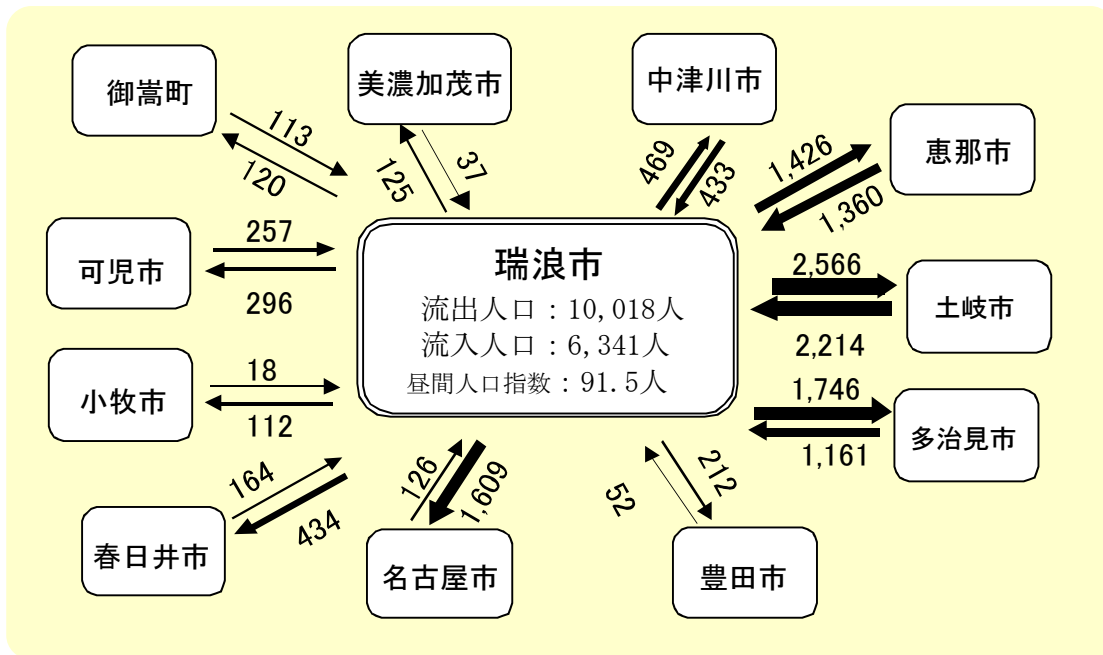 御嵩町
美濃加茂市
中津川市
恵那市
113
120
125
37
469
433
1,426
1,360
可児市
257
296
瑞浪市
流出人口：10,018人
流入人口：6,341人
昼間人口指数：91.5人
2,566
2,214
土岐市
小牧市
18
112
1,746
1,161
多治見市
春日井市
164
434
126
1,609
名古屋市
52
212
豊田市